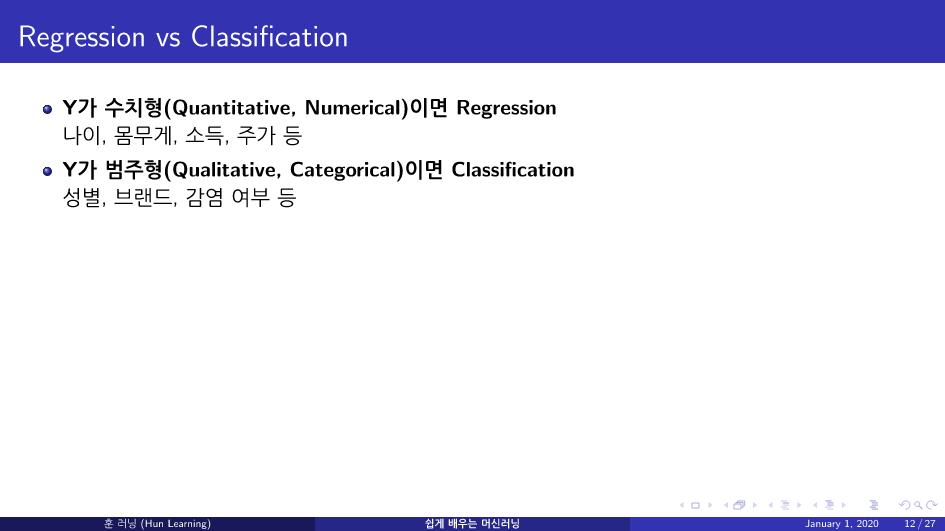 Regression vs Classification
Y가 수치형(Quantitative, Numerical)이면 Regression
나이, 몸무게, 소득, 주가 등
Y가 범주형(Qualitative, Categorical)이면 Classification
성별, 브랜드, 감염 여부 등
훈 러닝 (Hun Learning)
쉽게 배우는 머신러닝
January 1, 2020
12 / 27